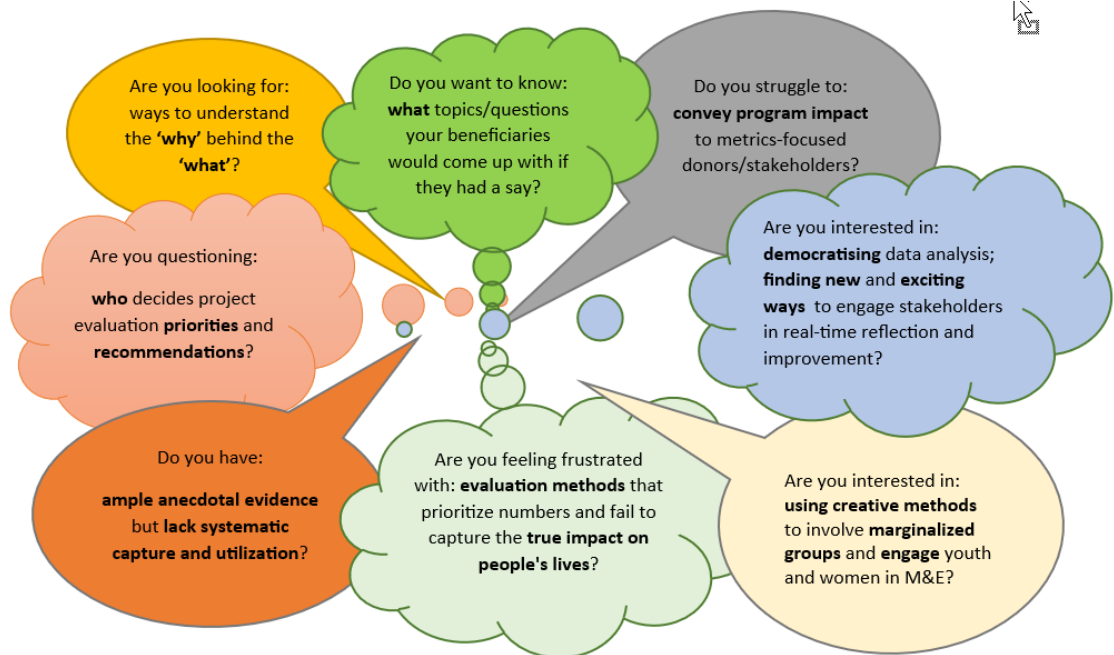 Are you looking for:
ways to understand
the ‘why’ behind the
‘what’?
Do you want to know:
what topics/questions
your beneficiaries
would come up with if
they had a say?
Do you struggle to:
convey program impact
to metrics-focused
donors/stakeholders?
Are you questioning:
who decides project
evaluation priorities and
recommendations?
Are you interested in:
democratising data analysis;
finding new and exciting
ways to engage stakeholders
in real-time reflection and
improvement?
Do you have:
ample anecdotal evidence
but lack systematic
capture and utilization?
Are you feeling frustrated
with: evaluation methods that
prioritize numbers and fail to
capture the true impact on
people's lives?
Are you interested in:
using creative methods
to involve marginalized
groups and engage youth
and women in M&E?